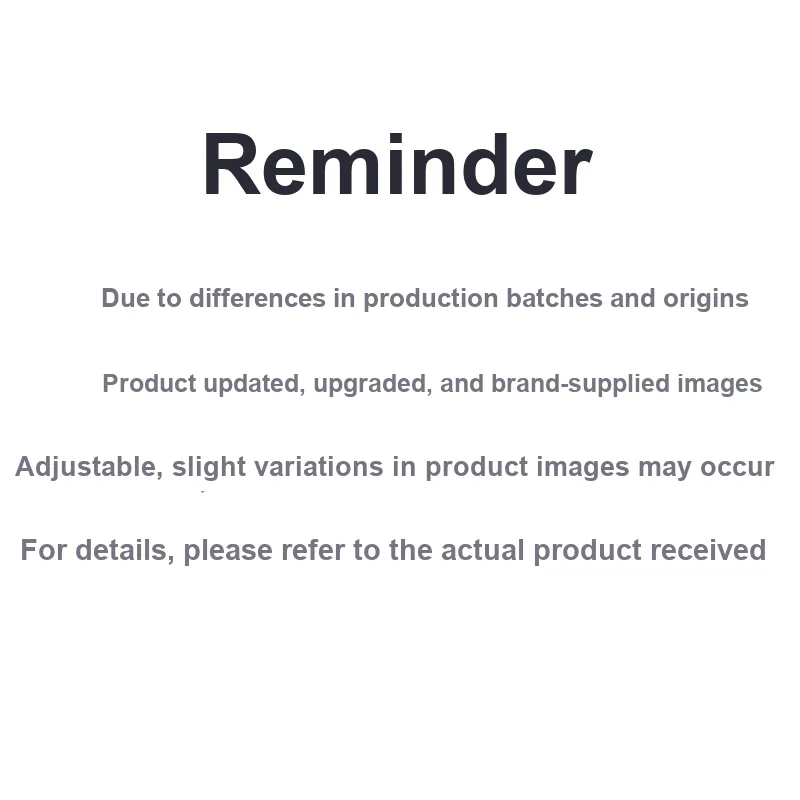 Reminder
Due to differences in production batches and origins
Product updated, upgraded, and brand-supplied images
Adjustable, slight variations in product images may occur
For details, please refer to the actual product received